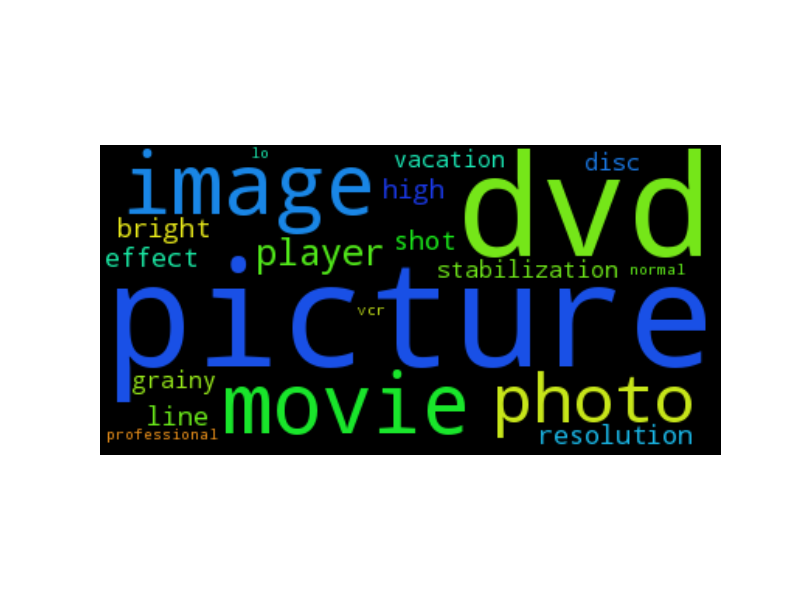 lo
vacation
disc
image
high
dvd
bright
shot
player
effect
stabilization
normal
picture
vcr
grainy
movie
photo
line
professional
resolution